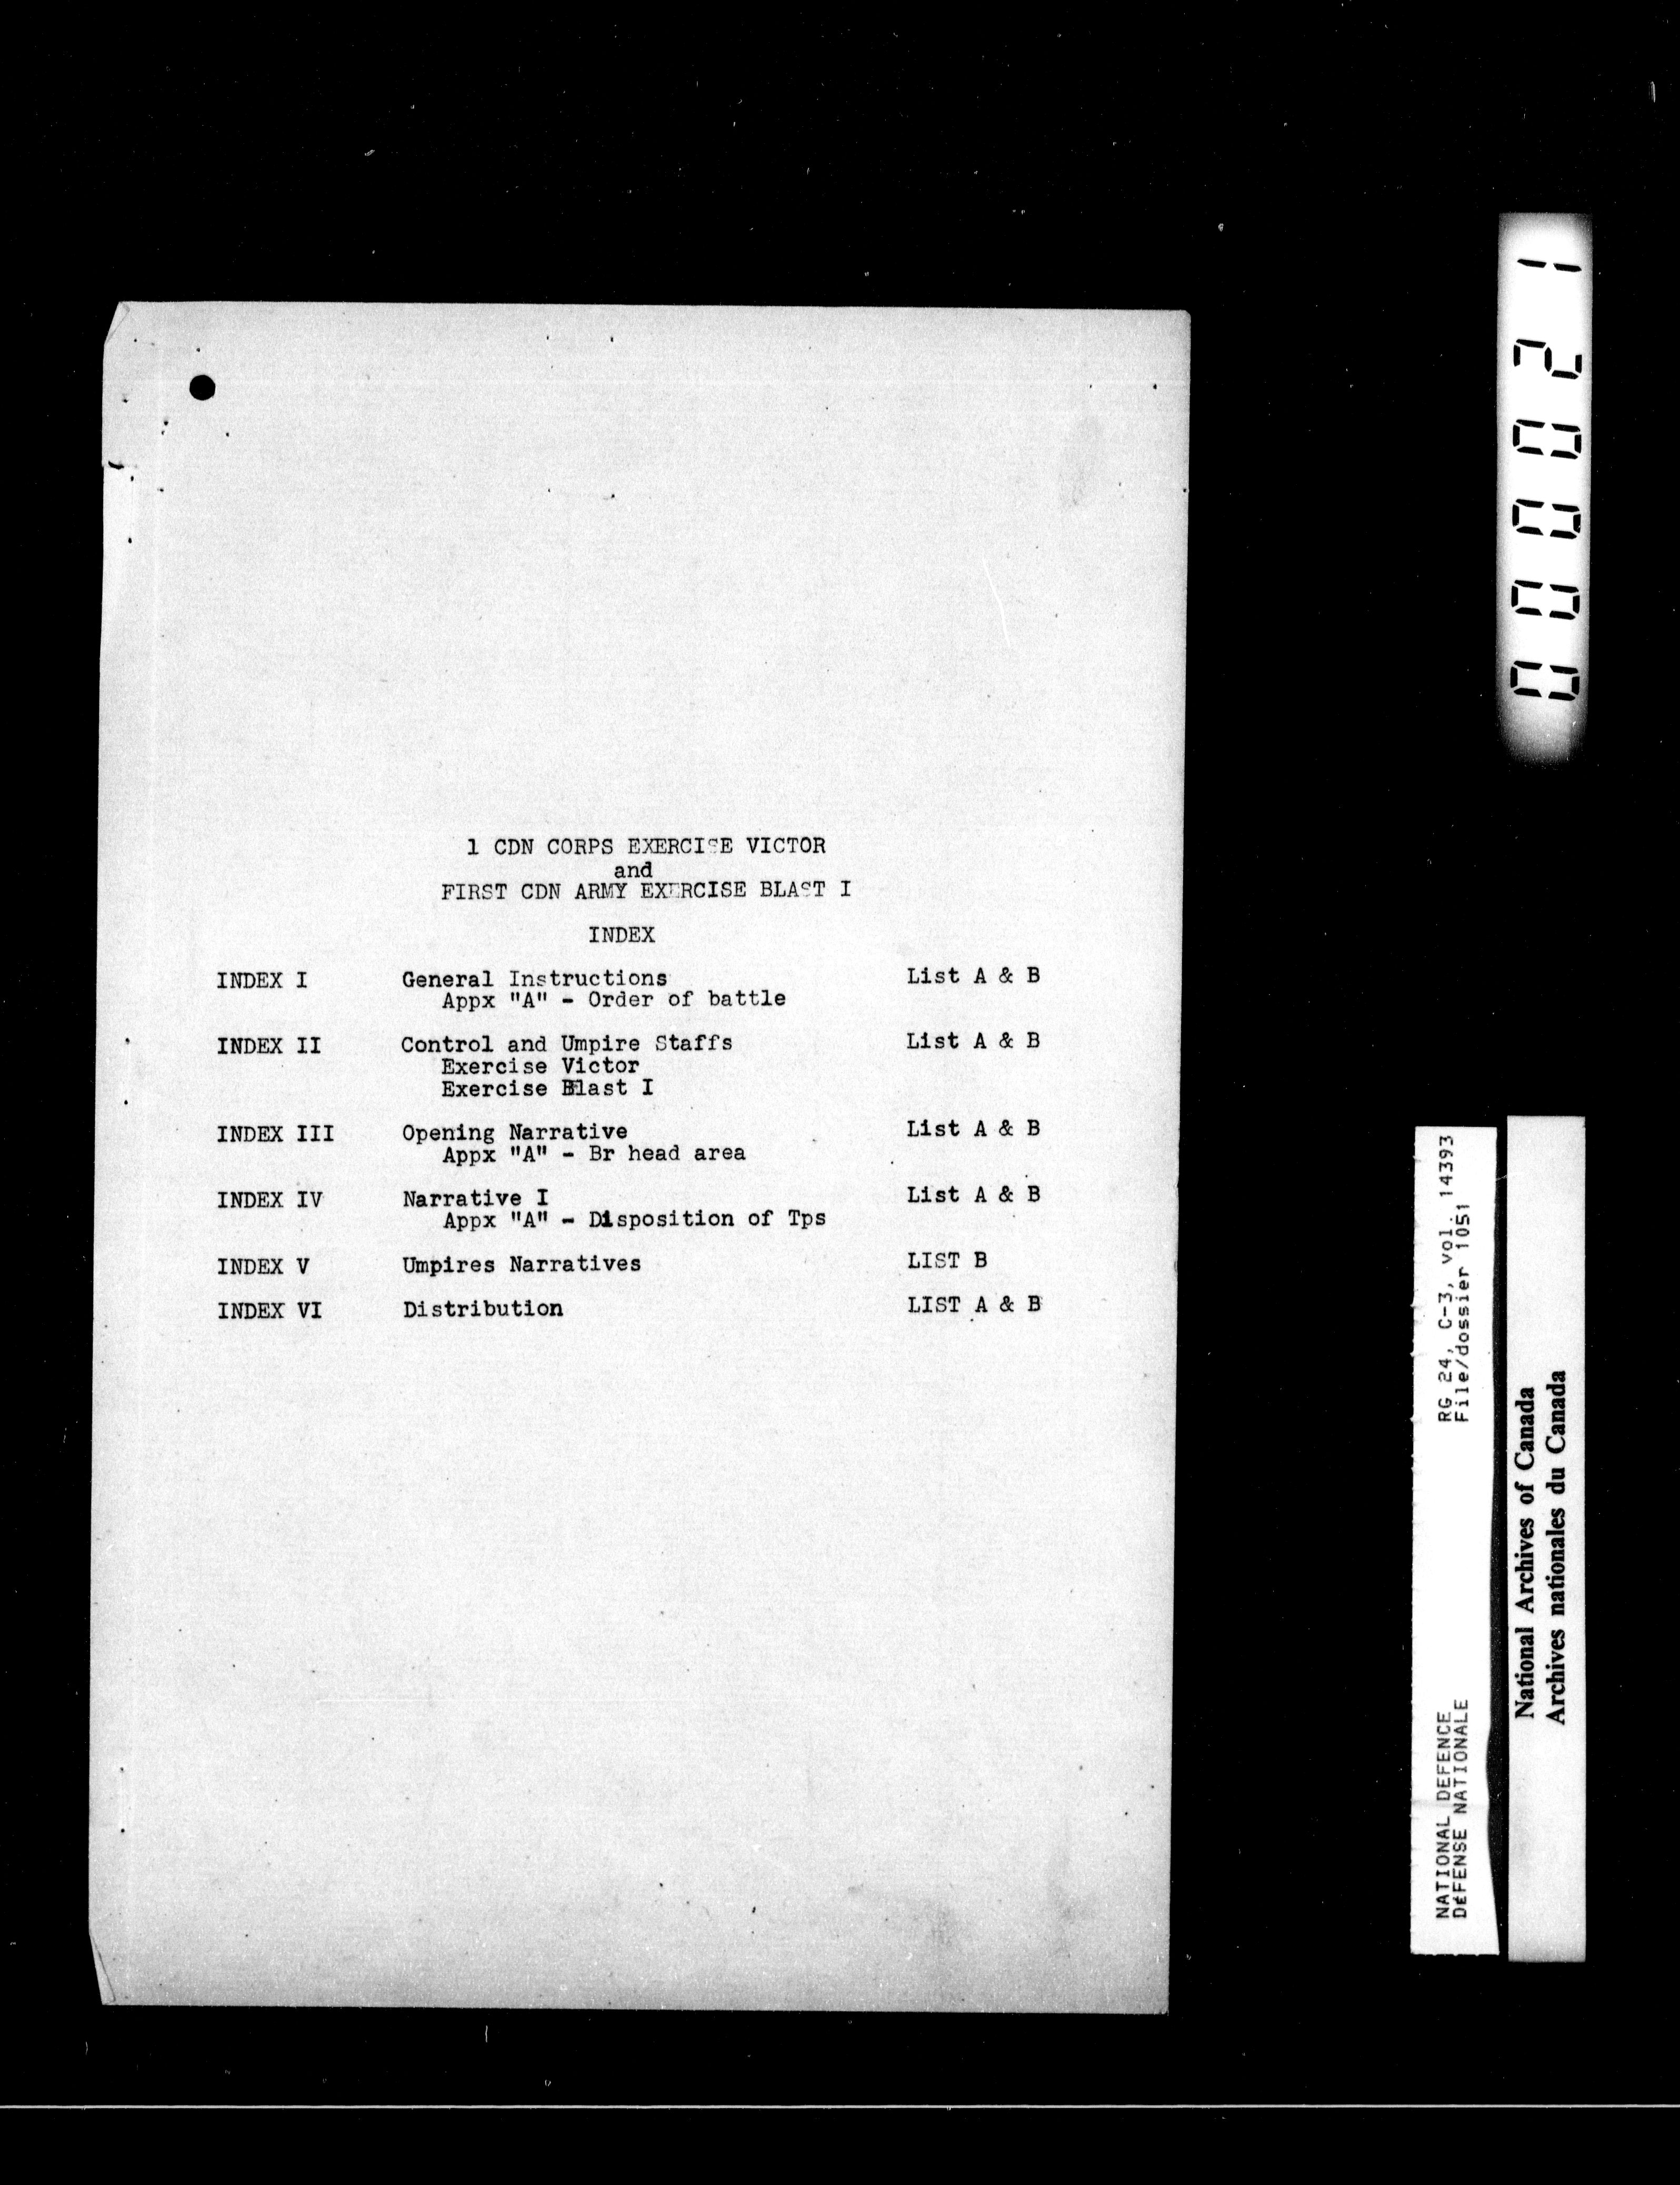 1 CDN CORPS EXERCISE VICTOR
and
FIRST CDN ARMY EXERCISE BLAST I
INDEX
INDEX I General Instructions List A & B
Appx "A" - Order of battle
INDEX II Control and Umpire Staffs List A & B
Exercise Victor
Exercise Blast I
INDEX III Opening Narrative List A & B
Appx "A" - Br head area
INDEX IV Narrative I List A & B
Appx "A" - Disposition of Tps
INDEX V Umpires Narratives LIST B
INDEX VI Distribution LIST A & B
000021
NATIONAL DEFENCE RG 24, C-3, vol. 14393
DéFENSE NATIONALE File/dossier 1051
National Archives of Canada
Archives nationales du Canada